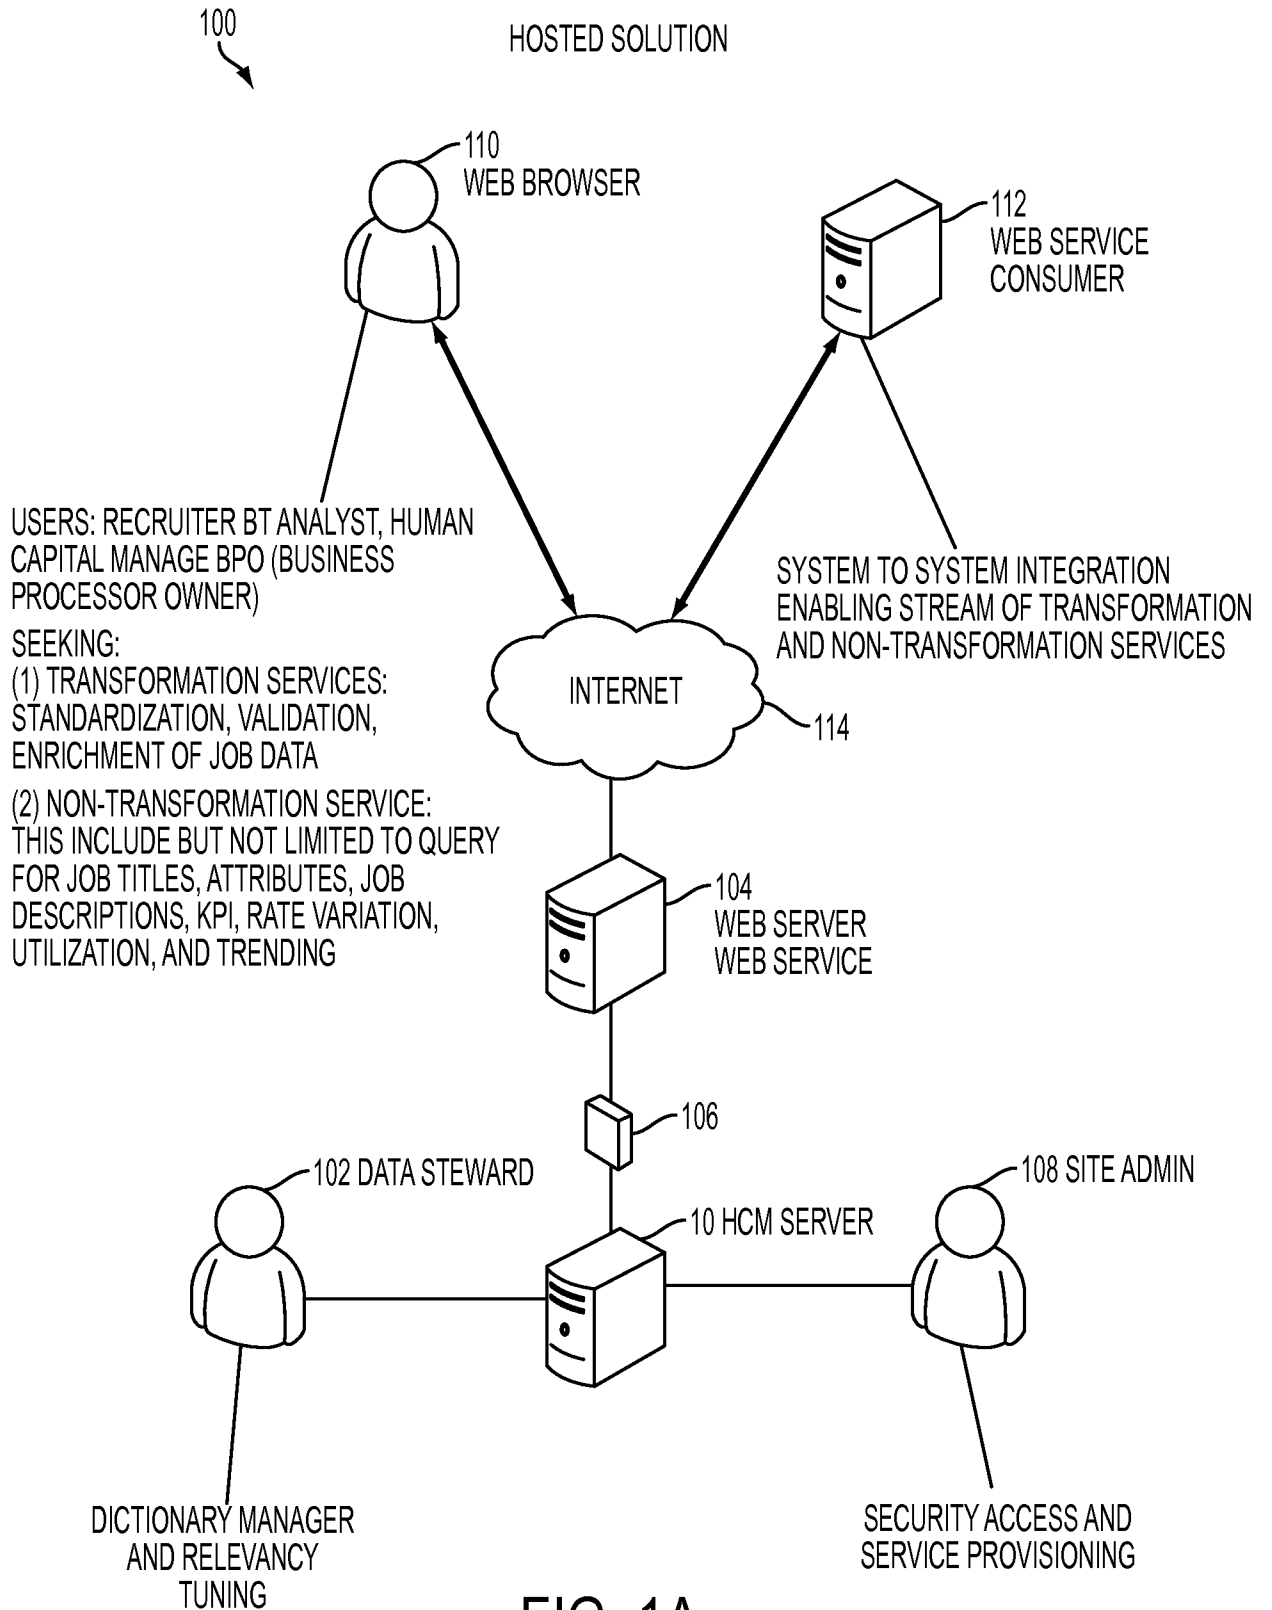 100
HOSTED SOLUTION
110
WEB BROWSER
112
WEB SERVICE
CONSUMER
USERS: RECRUITER BT ANALYST, HUMAN
CAPITAL MANAGE BPO (BUSINESS
PROCESSOR OWNER)
SEEKING:
(1) TRANSFORMATION SERVICES:
STANDARDIZATION, VALIDATION,
ENRICHMENT OF JOB DATA
(2) NON-TRANSFORMATION SERVICE:
THIS INCLUDE BUT NOT LIMITED TO QUERY
FOR JOB TITLES, ATTRIBUTES, JOB
DESCRIPTIONS, KPI, RATE VARIATION,
UTILIZATION, AND TRENDING
SYSTEM TO SYSTEM INTEGRATION
ENABLING STREAM OF TRANSFORMATION
AND NON-TRANSFORMATION SERVICES
INTERNET
114
104
WEB SERVER
WEB SERVICE
106
102 DATA STEWARD
108 SITE ADMIN
10 HCM SERVER
DICTIONARY MANAGER
AND RELEVANCY
TUNING
SECURITY ACCESS AND
SERVICE PROVISIONING
FIG. 1A